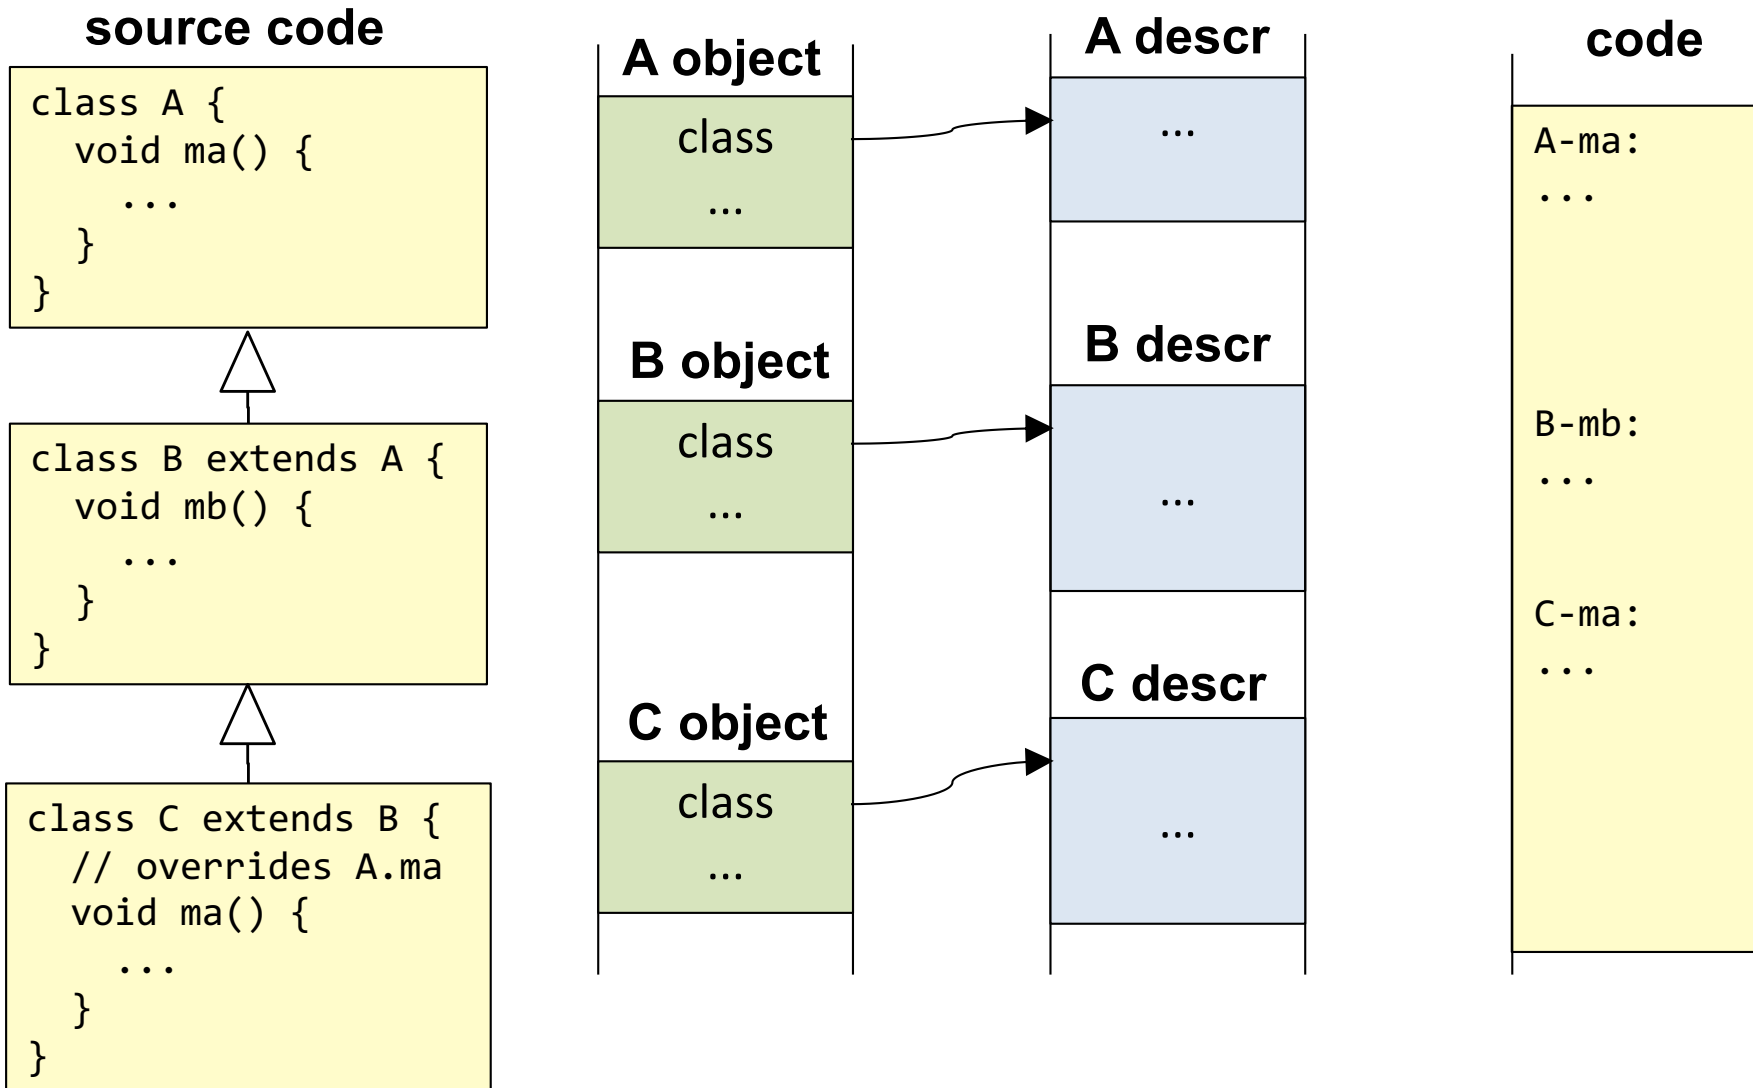 source code
class A {
  void ma() {
    ...
  }
}
class B extends A {
  void mb() {
    ...
  }
}
class C extends B {
  // overrides A.ma
  void ma() {
    ...
  }
}
A object
class
...
B object
class
...
C object
class
...
A descr
...
B descr
...
C descr
...
code
A-ma:
...
B-mb:
...
C-ma:
...